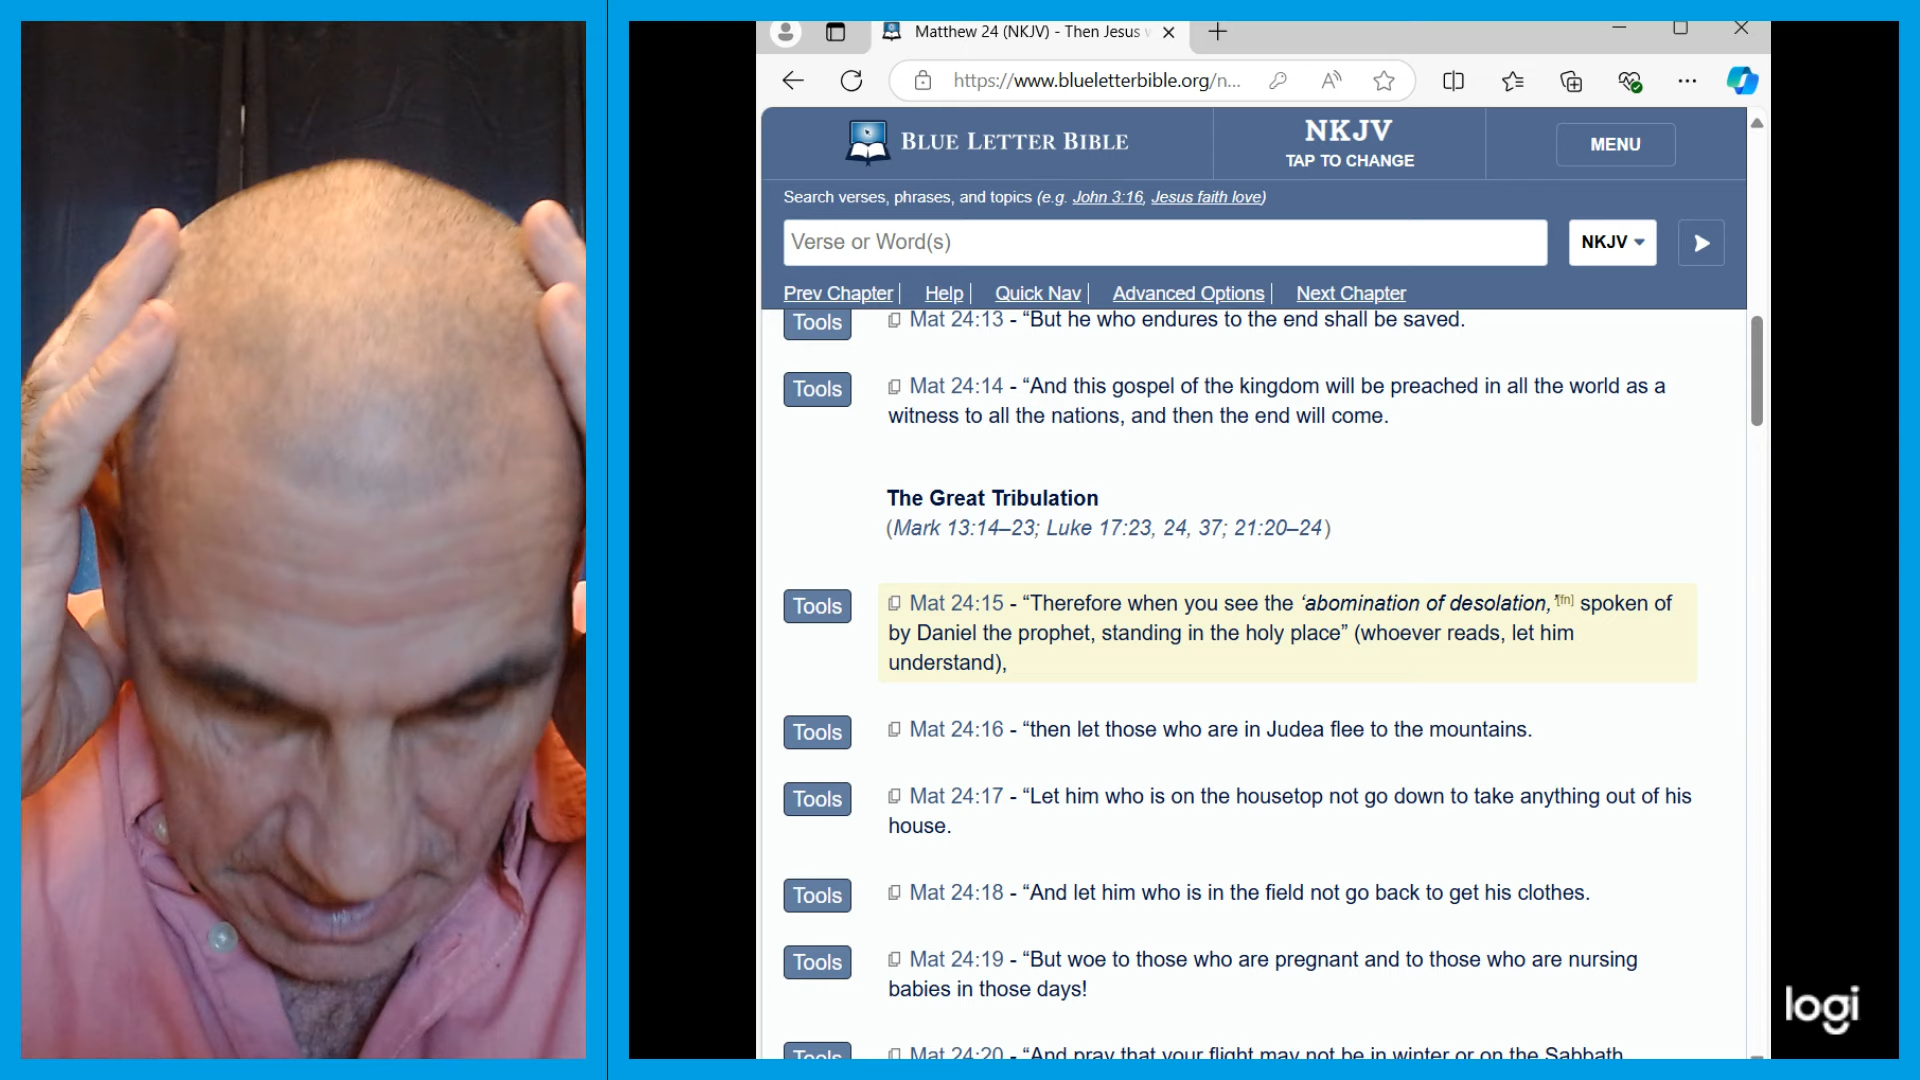 Matthew 24 (NKJV) - Then Jesus
https://www.blueletterbible.org/n...
BLUE LETTER BIBLE
NKJV
TAP TO CHANGE
MENU
Search verses, phrases, and topics (e.g. John 3:16, Jesus faith love)
Verse or Word(s)
NKJV
Prev Chapter | Help | Quick Nav | Advanced Options | Next Chapter
Tools Mat 24:13 - “But he who endures to the end shall be saved.
Tools Mat 24:14 - “And this gospel of the kingdom will be preached in all the world as a
witness to all the nations, and then the end will come.
The Great Tribulation
(Mark 13:14–23; Luke 17:23, 24, 37; 21:20–24)
Tools Mat 24:15 - “Therefore when you see the ‘abomination of desolation,’[fn] spoken of
by Daniel the prophet, standing in the holy place” (whoever reads, let him
understand),
Tools Mat 24:16 - “then let those who are in Judea flee to the mountains.
Tools Mat 24:17 - “Let him who is on the housetop not go down to take anything out of his
house.
Tools Mat 24:18 - “And let him who is in the field not go back to get his clothes.
Tools Mat 24:19 - “But woe to those who are pregnant and to those who are nursing
babies in those days!
Tools Mat 24:20 - “And pray that your flight may not be in winter or on the Sabbath
logi